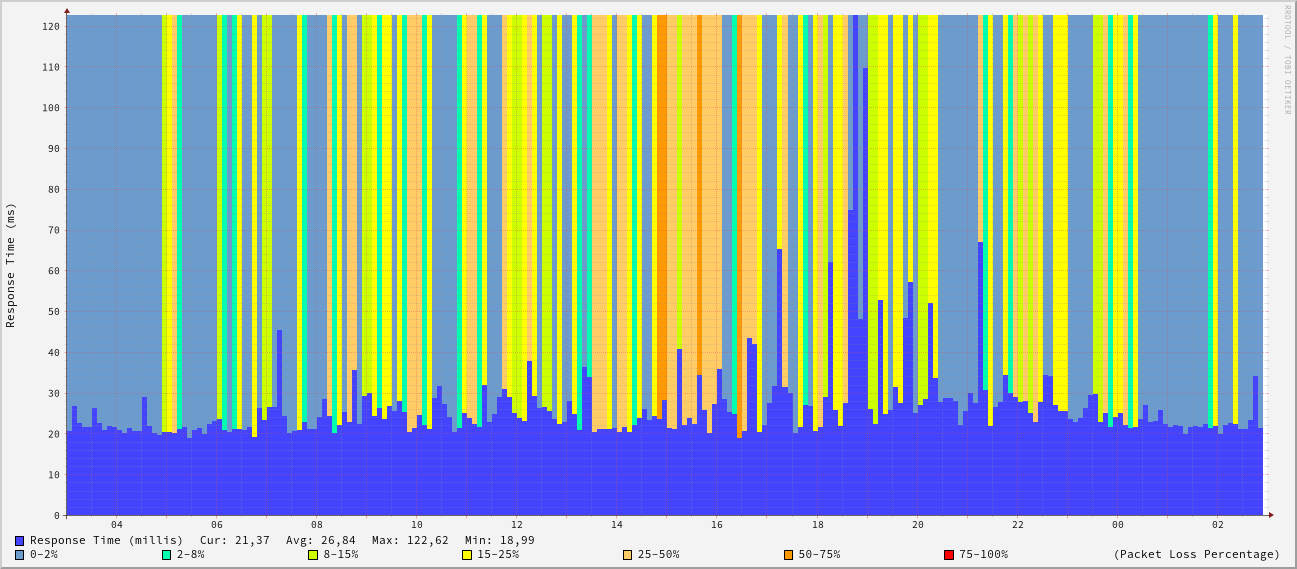 RRDTOOL / TOBI OETIKER
Response Time (ms)
120
110
100
90
80
70
60
50
40
30
20
10
0
04 06 08 10 12 14 16 18 20 22 00 02
Response Time (millis) Cur: 21,37 Avg: 26,84 Max: 122,62 Min: 18,99
0-2% 2-8% 8-15% 15-25% 25-50% 50-75% 75-100% (Packet Loss Percentage)